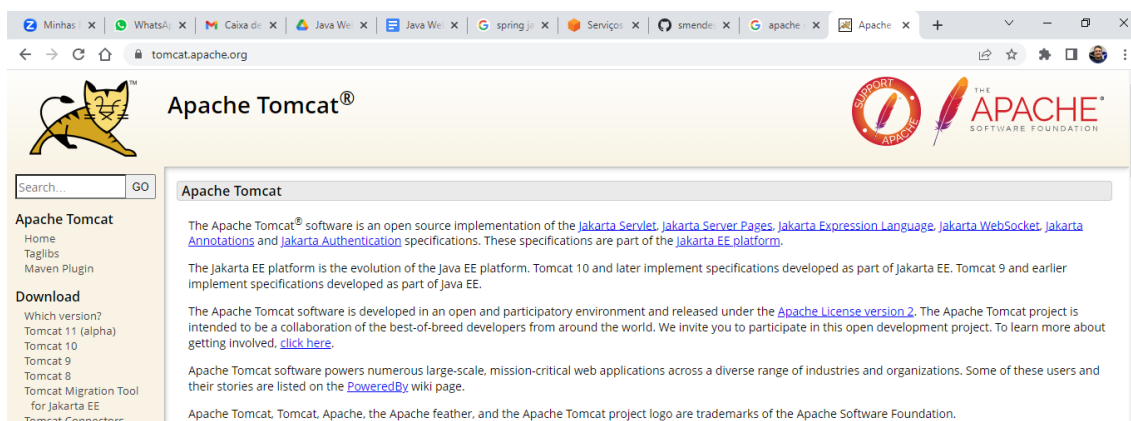 Minhas
WhatsA
Caixa de
Java We
Java We
spring ja
Serviços
smende
apache
Apache
tomcat.apache.org
TM
Apache Tomcat®
SUPPORT
APACHE
THE
APACHE®
SOFTWARE FOUNDATION
Search...
GO
Apache Tomcat
Home
Taglibs
Maven Plugin
Download
Which version?
Tomcat 11 (alpha)
Tomcat 10
Tomcat 9
Tomcat 8
Tomcat Migration Tool
for Jakarta EE
Tomcat Connectors
Apache Tomcat
The Apache Tomcat® software is an open source implementation of the Jakarta Servlet, Jakarta Server Pages, Jakarta Expression Language, Jakarta WebSocket, Jakarta
Annotations and Jakarta Authentication specifications. These specifications are part of the Jakarta EE platform.
The Jakarta EE platform is the evolution of the Java EE platform. Tomcat 10 and later implement specifications developed as part of Jakarta EE. Tomcat 9 and earlier
implement specifications developed as part of Java EE.
The Apache Tomcat software is developed in an open and participatory environment and released under the Apache License version 2. The Apache Tomcat project is
intended to be a collaboration of the best-of-breed developers from around the world. We invite you to participate in this open development project. To learn more about
getting involved, click here.
Apache Tomcat software powers numerous large-scale, mission-critical web applications across a diverse range of industries and organizations. Some of these users and
their stories are listed on the PoweredBy wiki page.
Apache Tomcat, Tomcat, Apache, the Apache feather, and the Apache Tomcat project logo are trademarks of the Apache Software Foundation.